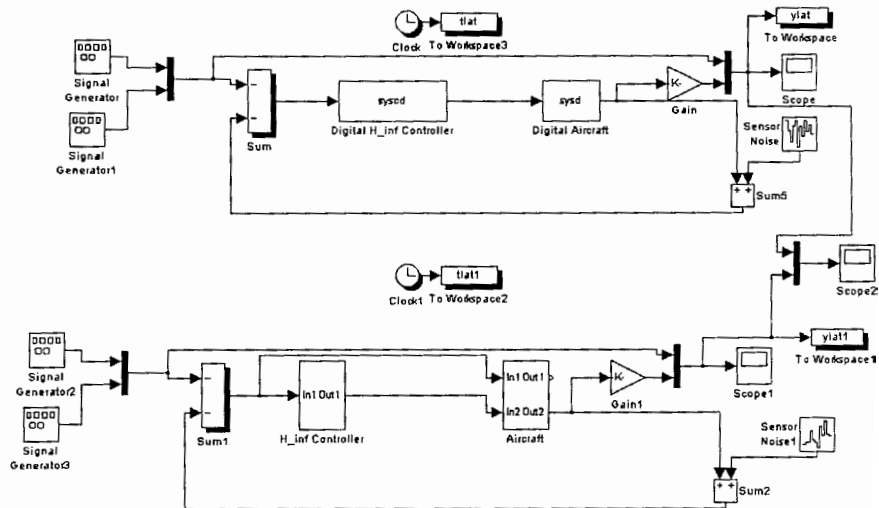 tlat
Clock To Workspace3
ylat
To Workspace
Signal
Generator
Signal
Generator1
-
-
Sum
syscd
Digital H_inf Controller
sysd
Digital Aircraft
K-
Gain
Scope
Sensor
Noise
+ +
Sum5
tlat1
Clock1 To Workspace2
Scope2
Signal
Generator2
Signal
Generator3
-
-
Sum1
In1 Out1
H_inf Controller
In1 Out1
In2 Out2
Aircraft
K-
Gain1
Scope1
ylat1
To Workspace1
Sensor
Noise1
+ +
Sum2